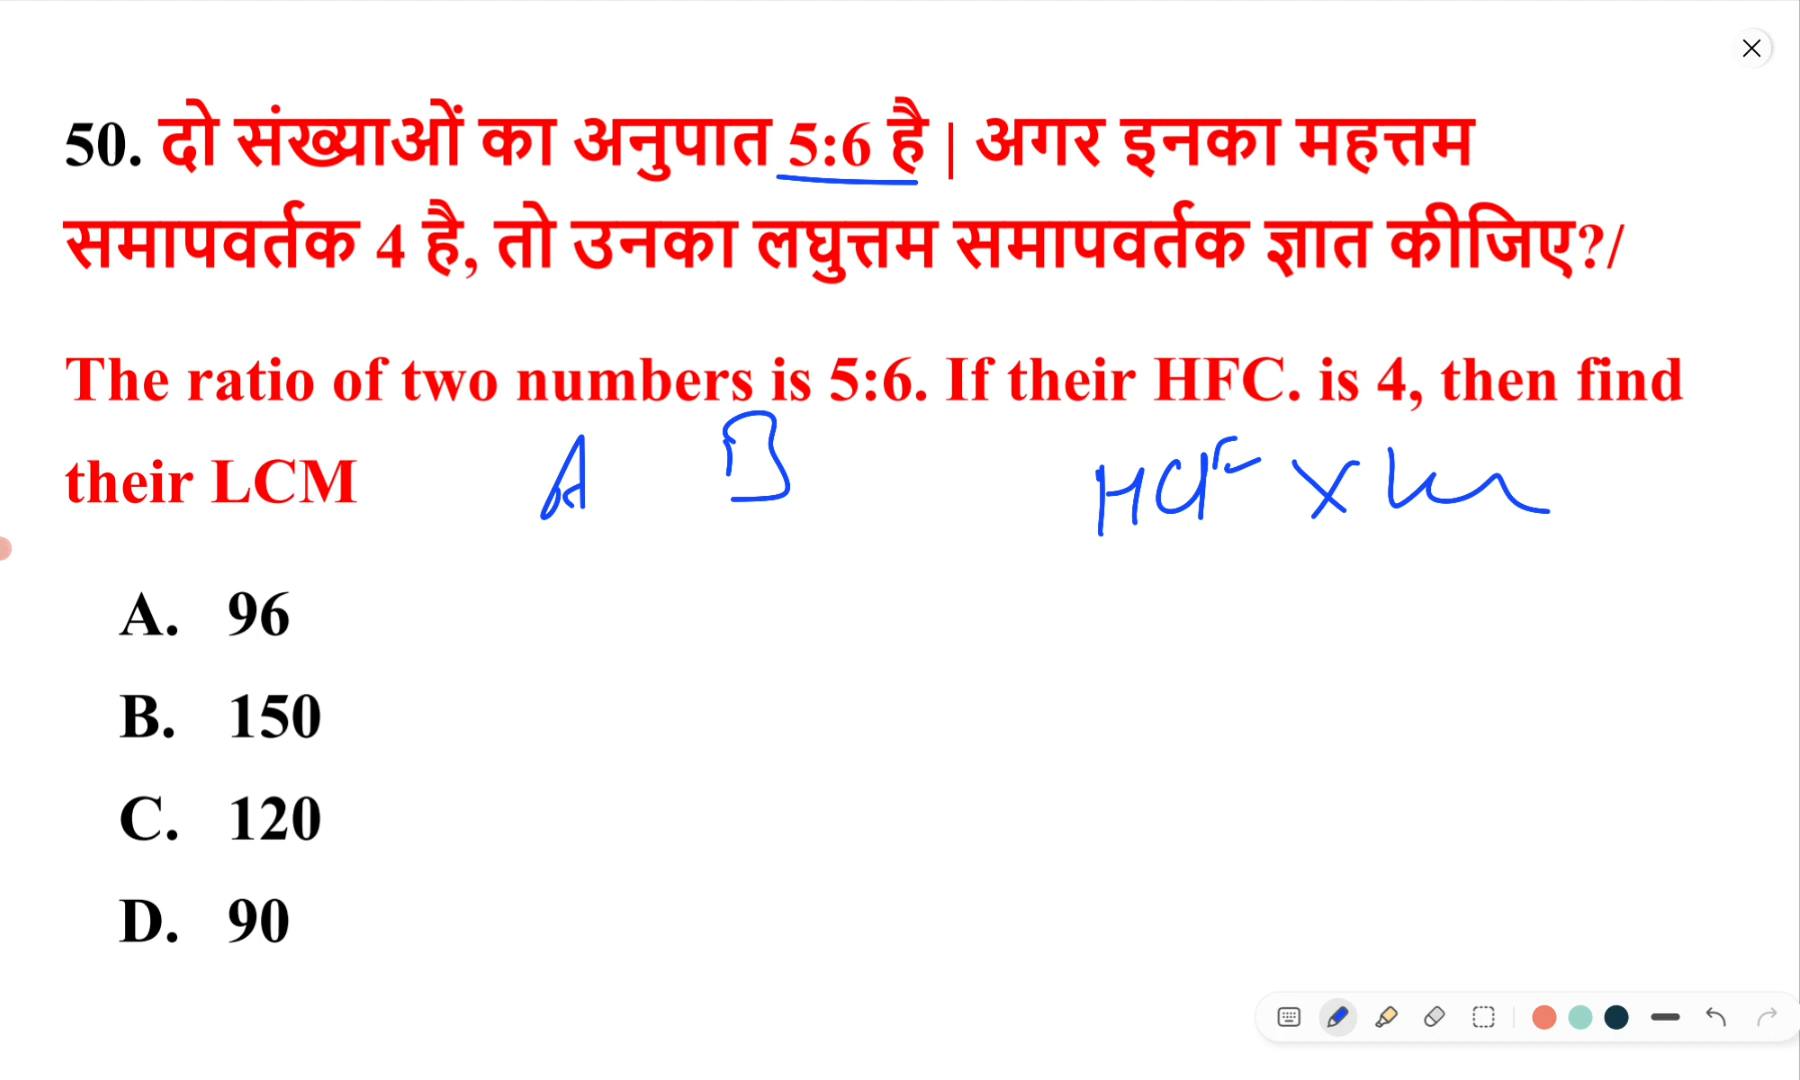 50. दो संख्याओं का अनुपात 5:6 है | अगर इनका महत्तम
समापवर्तक 4 है, तो उनका लघुत्तम समापवर्तक ज्ञात कीजिए?/
The ratio of two numbers is 5:6. If their HFC. is 4, then find
their LCM
A B HCF ×
A. 96
B. 150
C. 120
D. 90